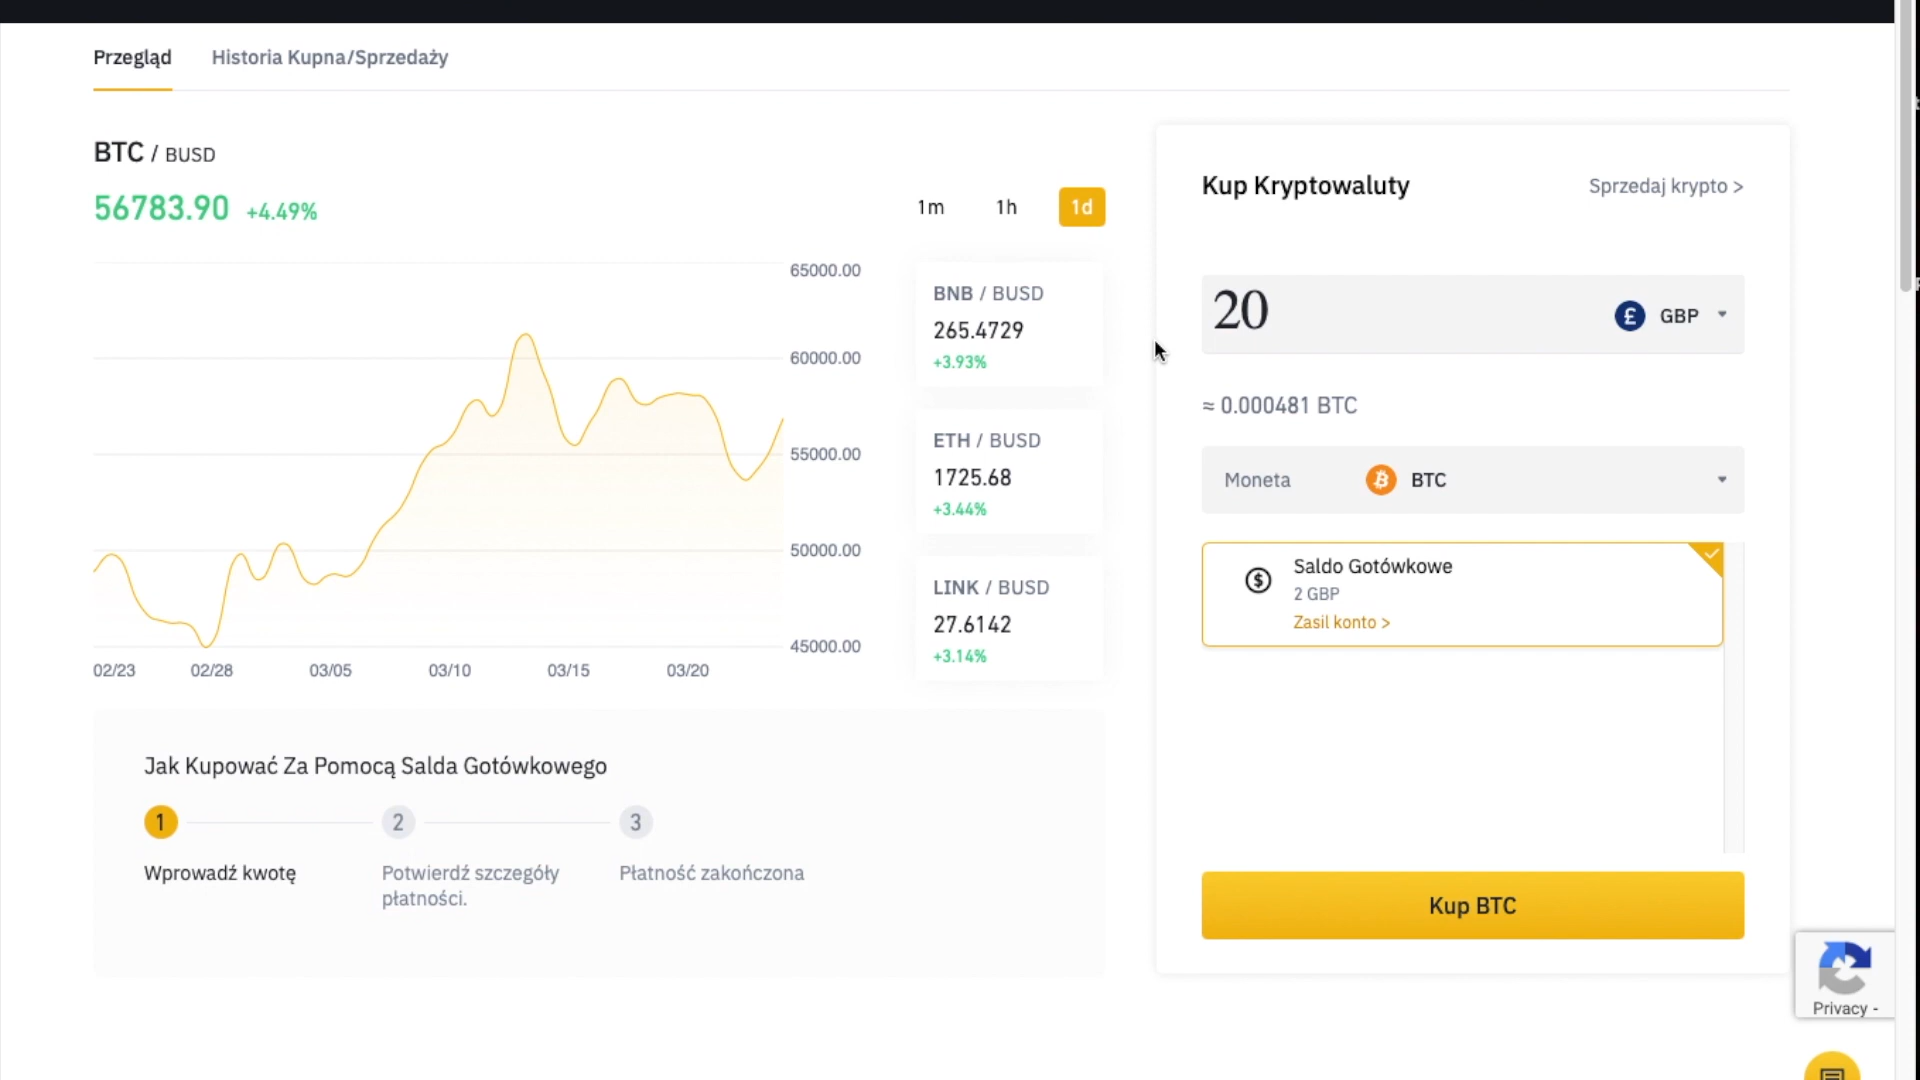 Przegląd
Historia Kupna/Sprzedaży
BTC / BUSD
56783.90 +4.49%
1m 1h 1d
65000.00
60000.00
55000.00
50000.00
45000.00
02/23 02/28 03/05 03/10 03/15 03/20
BNB / BUSD
265.4729
+3.93%
ETH / BUSD
1725.68
+3.44%
LINK / BUSD
27.6142
+3.14%
Jak Kupować Za Pomocą Salda Gotówkowego
1 2 3
Wprowadź kwotę
Potwierdź szczegóły
płatności.
Płatność zakończona
Kup Kryptowaluty
Sprzedaj krypto >
20
£ GBP
≈ 0.000481 BTC
Moneta
BTC
Saldo Gotówkowe
2 GBP
Zasil konto >
Kup BTC
Privacy -